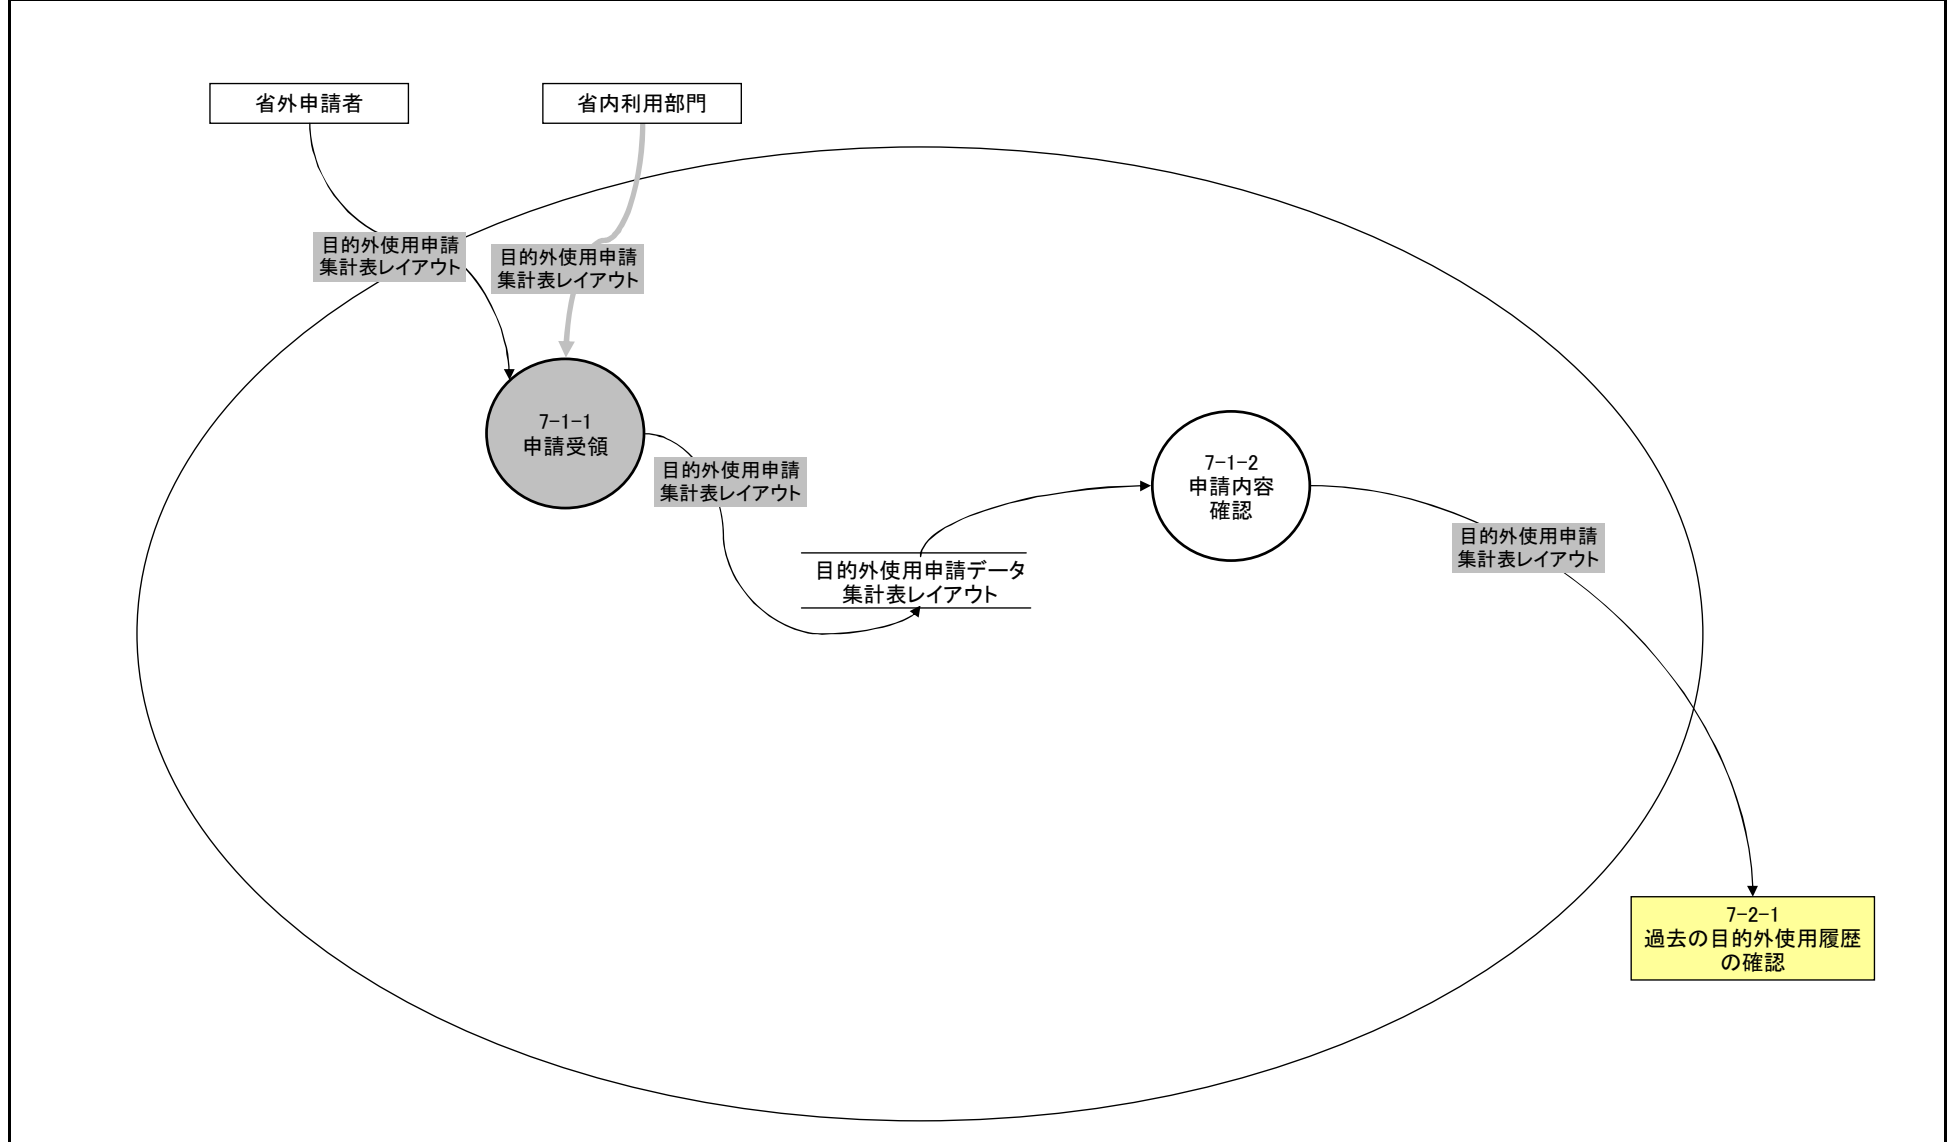 省外申請者
省内利用部門
目的外使用申請
集計表レイアウト
目的外使用申請
集計表レイアウト
7-1-1
申請受領
目的外使用申請
集計表レイアウト
7-1-2
申請内容
確認
目的外使用申請
集計表レイアウト
目的外使用申請データ
集計表レイアウト
7-2-1
過去の目的外使用履歴
の確認